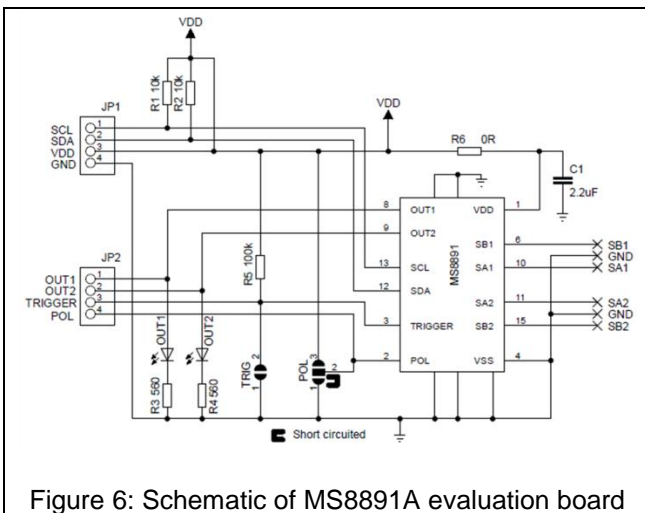 VDD
R1 10k
R2 10k
JP1
SCL 1
SDA 2
VDD 3
GND 4
VDD
R6 0R
C1
2.2uF
MS8891
8 OUT1
9 OUT2
13 SCL
12 SDA
3 TRIGGER
2 POL
VDD 1
SB1 6
SA1 10
SA2 11
SB2 15
VSS 4
SB1
GND
SA1
SA2
GND
SB2
R5 100k
JP2
OUT1 1
OUT2 2
TRIGGER 3
POL 4
OUT1
OUT2
R3 560
R4 560
TRIG
2
1
POL
3
2
1
Short circuited
Figure 6: Schematic of MS8891A evaluation board